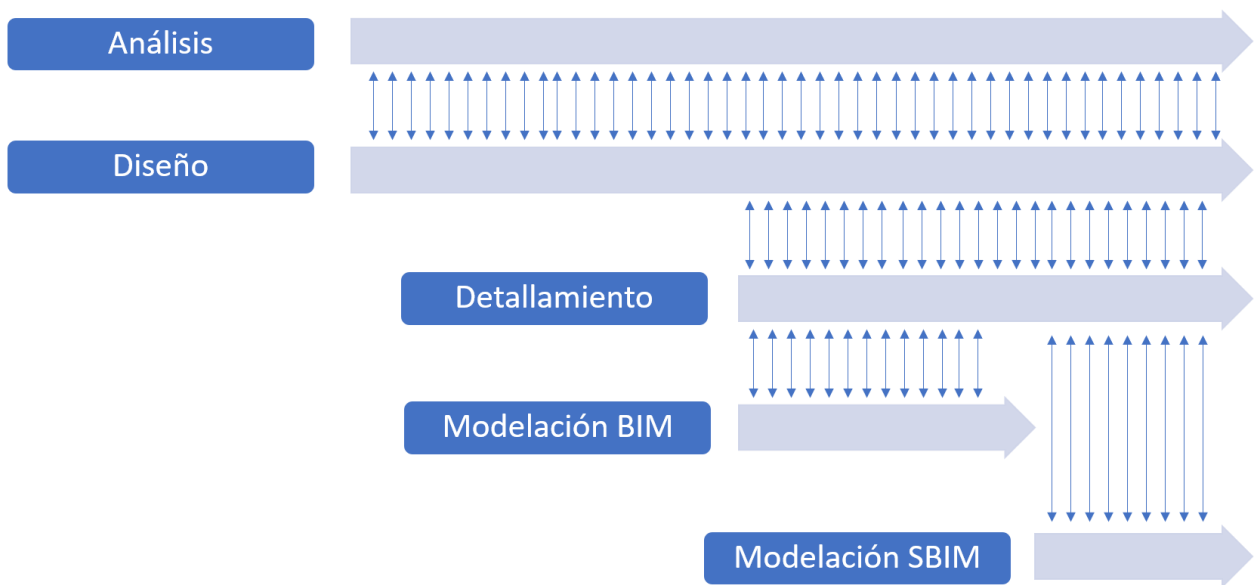 Análisis
Diseño
Detallamiento
Modelación BIM
Modelación SBIM